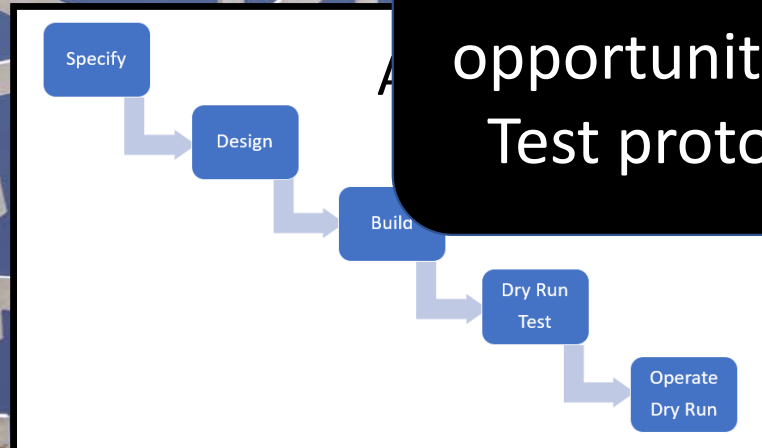 opportunit
Test proto
Specify
Design
Build
Dry Run
Test
Operate
Dry Run